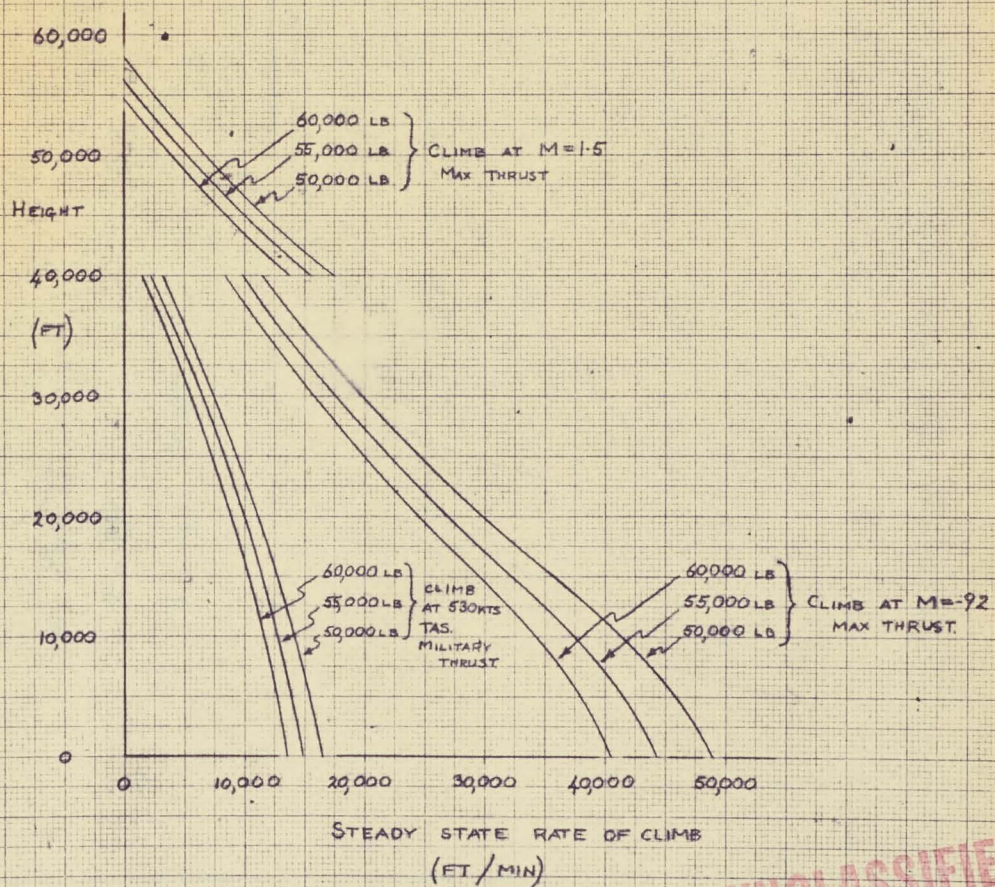 60,000
60,000 LB
55,000 LB
50,000 LB
CLIMB AT M=1·5
MAX THRUST
50,000
HEIGHT
40,000
(FT)
30,000
20,000
60,000 LB
55,000 LB
50,000 LB
CLIMB
AT 530KTS
TAS.
MILITARY
THRUST
60,000 LB
55,000 LB
50,000 LB
CLIMB AT M=·92
MAX THRUST.
10,000
0
0
10,000
20,000
30,000
40,000
50,000
STEADY STATE RATE OF CLIMB
(FT/MIN)